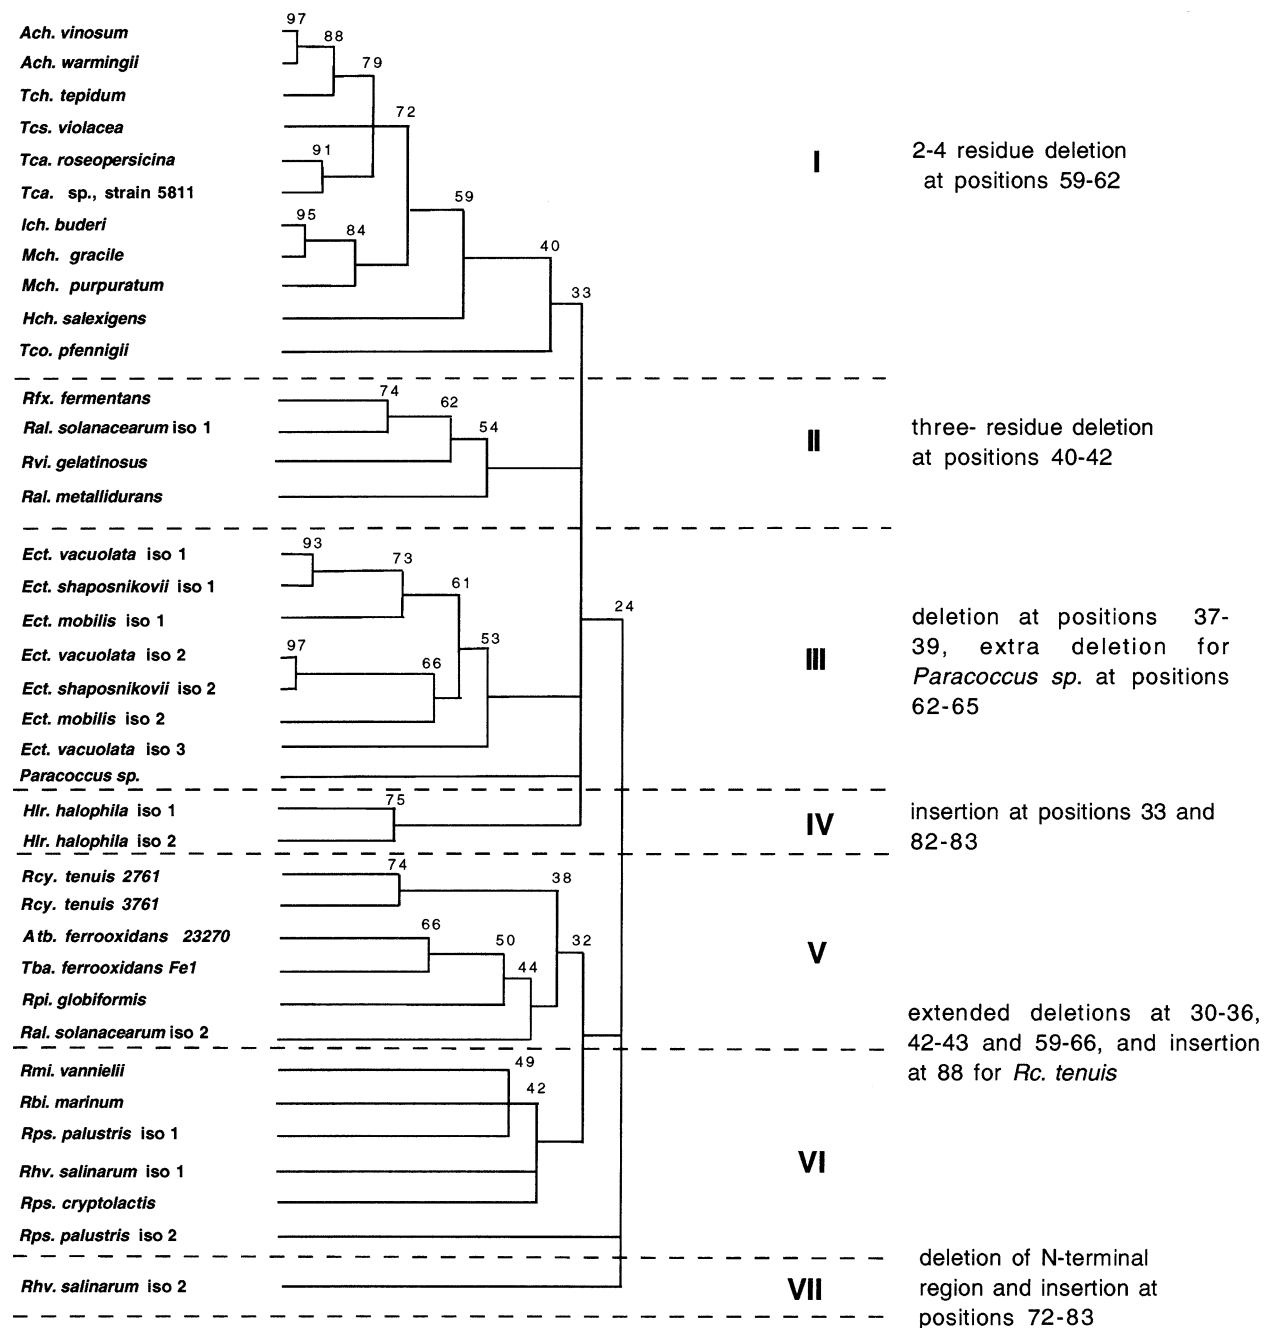 97
Ach. vinosum
88
Ach. warmingii
79
Tch. tepidum
72
Tcs. violacea
91
Tca. roseopersicina
I
2-4 residue deletion
at positions 59-62
Tca. sp., strain 5811
59
95
Ich. buderi
84
Mch. gracile
40
Mch. purpuratum
33
Hch. salexigens
Tco. pfennigii
74
Rfx. fermentans
62
Ral. solanacearum iso 1
54
II
three- residue deletion
at positions 40-42
Rvi. gelatinosus
Ral. metallidurans
93
Ect. vacuolata iso 1
73
Ect. shaposnikovii iso 1
61
Ect. mobilis iso 1
24
53
97
Ect. vacuolata iso 2
66
III
deletion at positions 37-
39, extra deletion for
Paracoccus sp. at positions
62-65
Ect. shaposnikovii iso 2
Ect. mobilis iso 2
Ect. vacuolata iso 3
Paracoccus sp.
75
Hlr. halophila iso 1
IV
insertion at positions 33 and
82-83
Hlr. halophila iso 2
74
Rcy. tenuis 2761
38
Rcy. tenuis 3761
66
Atb. ferrooxidans 23270
50
32
V
Tba. ferrooxidans Fe1
44
Rpi. globiformis
Ral. solanacearum iso 2
extended deletions at 30-36,
42-43 and 59-66, and insertion
at 88 for Rc. tenuis
49
Rmi. vannielii
42
Rbi. marinum
Rps. palustris iso 1
VI
Rhv. salinarum iso 1
Rps. cryptolactis
Rps. palustris iso 2
Rhv. salinarum iso 2
VII
deletion of N-terminal
region and insertion at
positions 72-83